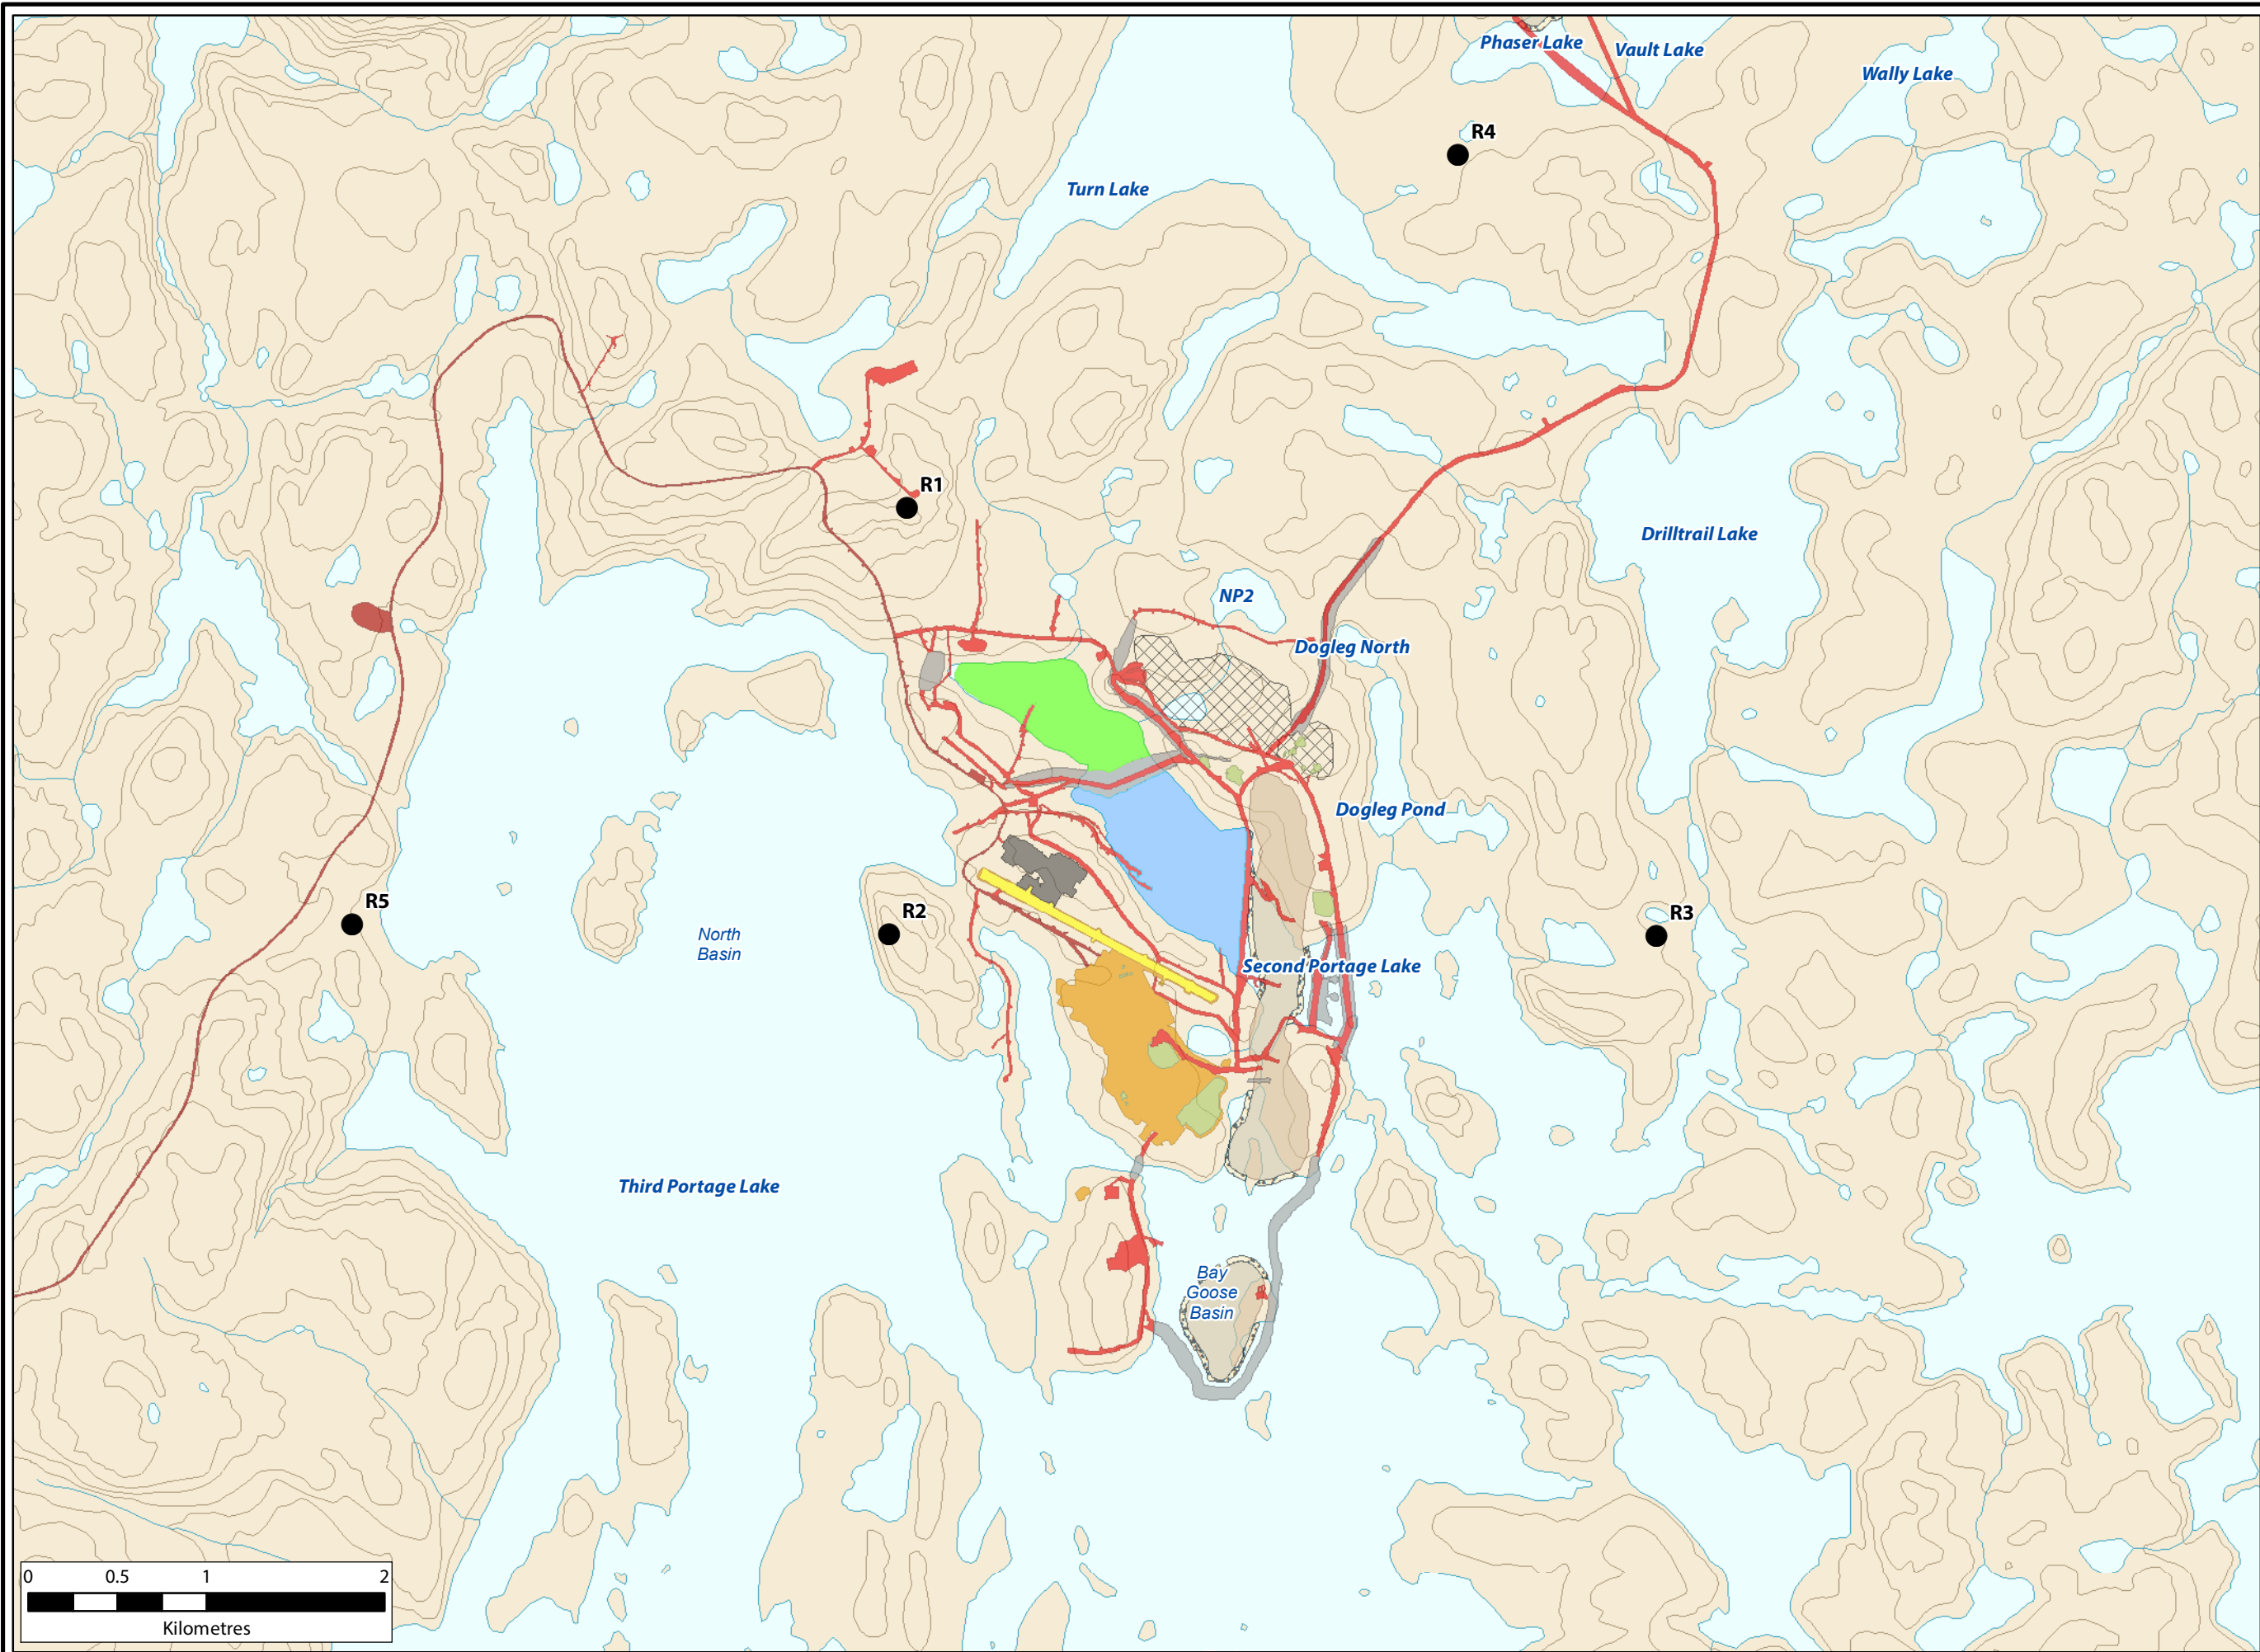 Phaser Lake
Vault Lake
Wally Lake
R4
Turn Lake
R1
Drilltrail Lake
NP2
Dogleg North
Dogleg Pond
R5
R2
R3
North
Basin
Second Portage Lake
Third Portage Lake
Bay
Goose
Basin
0 0.5 1 2
Kilometres